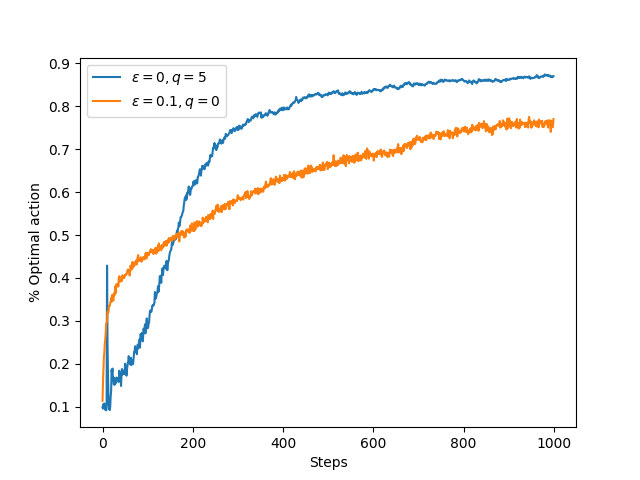 ε = 0, q = 5
ε = 0.1, q = 0
% Optimal action
0.9
0.8
0.7
0.6
0.5
0.4
0.3
0.2
0.1
0 200 400 600 800 1000
Steps